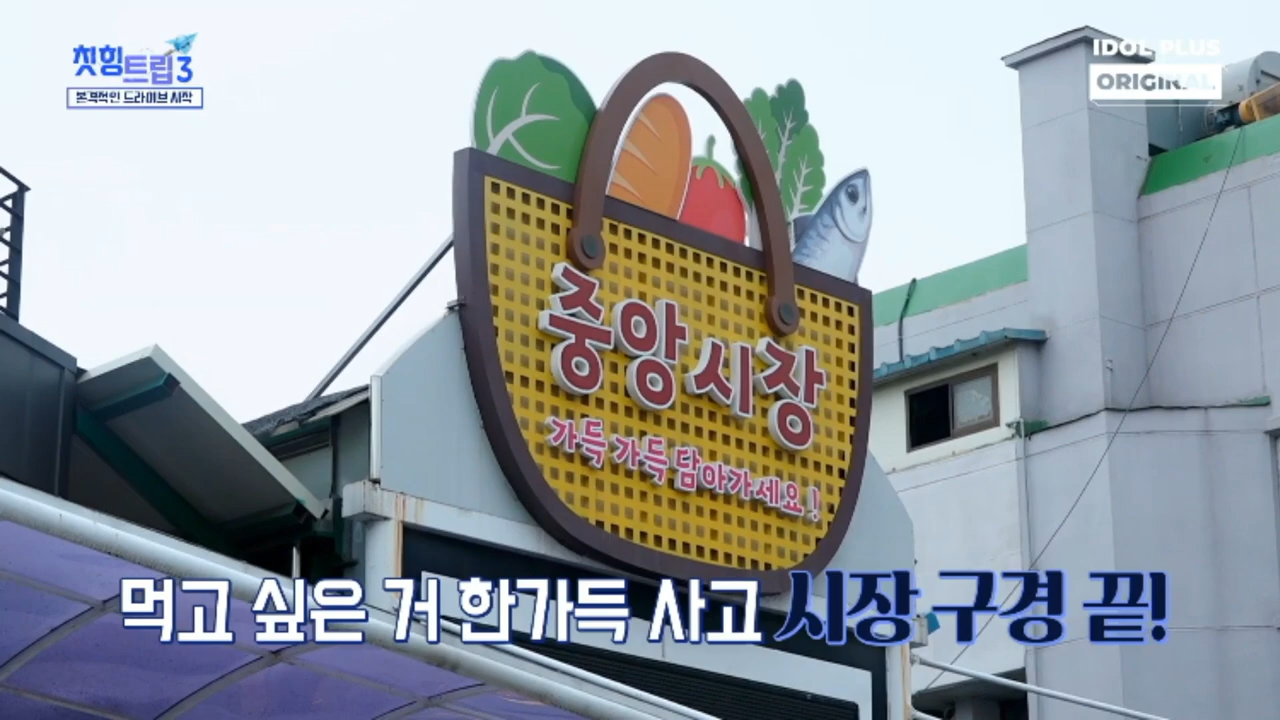 칫힝트립3
본격적인 드라이브 시작
IDOL PLUS
ORIGINAL
중앙시장
가득 가득 담아가세요!
먹고 싶은 거 한가득 사고 시장 구경 끝!